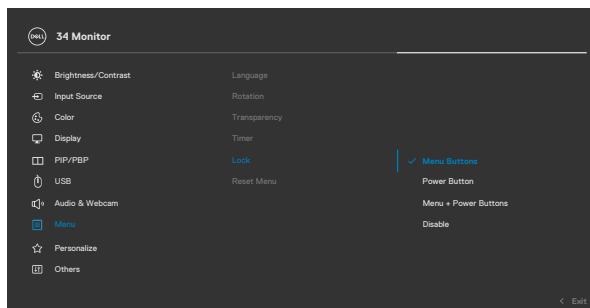 DELL 34 Monitor
Brightness/Contrast
Input Source
Color
Display
PIP/PBP
USB
Audio & Webcam
Menu
Personalize
Others
Language
Rotation
Transparency
Timer
Lock
Reset Menu
Menu Buttons
Power Button
Menu + Power Buttons
Disable
Exit